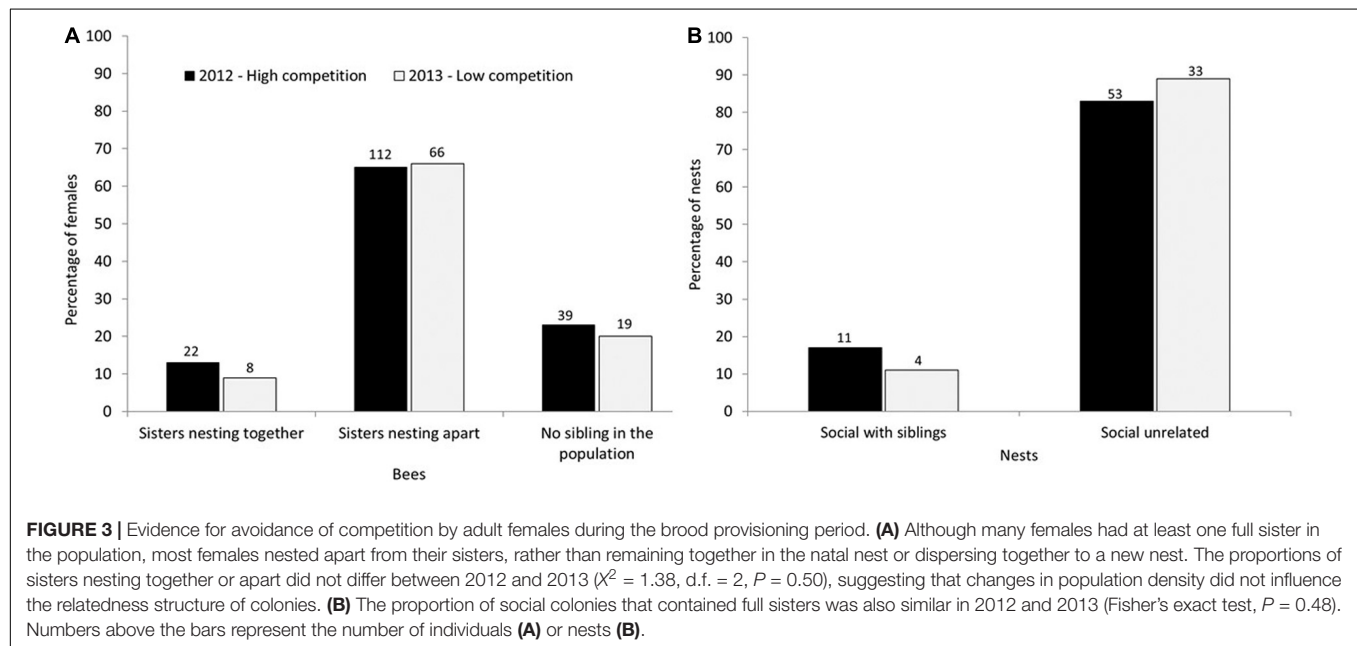 A
100
90
80
70
60
50
40
30
20
10
0
Percentage of females
2012 - High competition
2013 - Low competition
22
8
112
66
39
19
Sisters nesting together
Sisters nesting apart
No sibling in the
population
Bees
B
100
90
80
70
60
50
40
30
20
10
0
Percentage of nests
11
4
53
33
Social with siblings
Social unrelated
Nests
FIGURE 3 | Evidence for avoidance of competition by adult females during the brood provisioning period. (A) Although many females had at least one full sister in
the population, most females nested apart from their sisters, rather than remaining together in the natal nest or dispersing together to a new nest. The proportions of
sisters nesting together or apart did not differ between 2012 and 2013 (X² = 1.38, d.f. = 2, P = 0.50), suggesting that changes in population density did not influence
the relatedness structure of colonies. (B) The proportion of social colonies that contained full sisters was also similar in 2012 and 2013 (Fisher's exact test, P = 0.48).
Numbers above the bars represent the number of individuals (A) or nests (B).